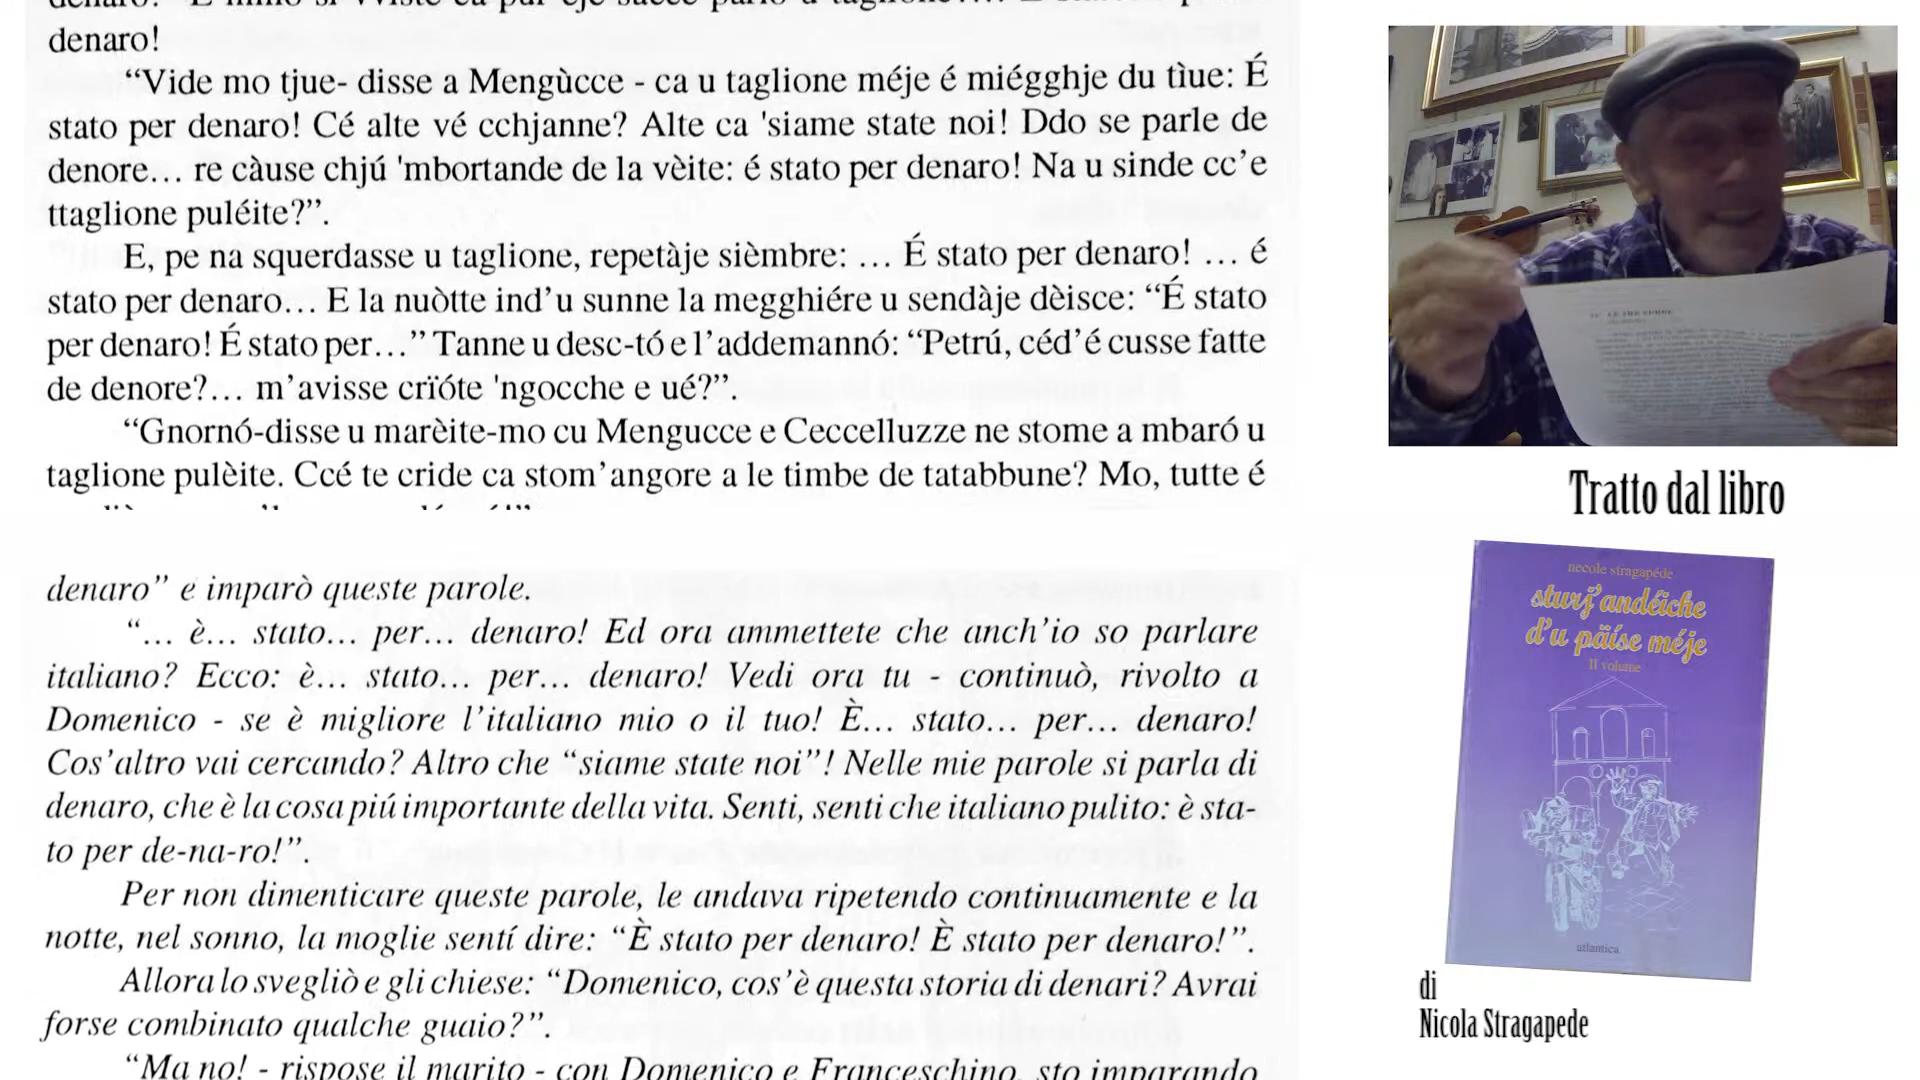 denaro!
“Vide mo tjue- disse a Mengùcce - ca u taglione méje é miégghje du tìue: É
stato per denaro! Cé alte vé cchjanne? Alte ca 'siame state noi! Ddo se parle de
denore… re càuse chjú 'mbortande de la vèite: é stato per denaro! Na u sinde cc’e
ttaglione puléite?”.
E, pe na squerdasse u taglione, repetàje sièmbre: … É stato per denaro! … é
stato per denaro… E la nuòtte ind’u sunne la megghiére u sendàje dèisce: “É stato
per denaro! É stato per…” Tanne u desc-tó e l’addemannó: “Petrú, céd’é cusse fatte
de denore?… m’avisse crïóte 'ngocche e ué?”.
“Gnornó-disse u marèite-mo cu Mengucce e Ceccelluzze ne stome a mbaró u
taglione pulèite. Ccé te cride ca stom’angore a le timbe de tatabbune? Mo, tutte é
denaro” e imparò queste parole.
“… è… stato… per… denaro! Ed ora ammettete che anch’io so parlare
italiano? Ecco: è… stato… per… denaro! Vedi ora tu - continuò, rivolto a
Domenico - se è migliore l’italiano mio o il tuo! È… stato… per… denaro!
Cos’altro vai cercando? Altro che “siame state noi”! Nelle mie parole si parla di
denaro, che è la cosa piú importante della vita. Senti, senti che italiano pulito: è sta-
to per de-na-ro!”.
Per non dimenticare queste parole, le andava ripetendo continuamente e la
notte, nel sonno, la moglie sentí dire: “È stato per denaro! È stato per denaro!”.
Allora lo svegliò e gli chiese: “Domenico, cos’è questa storia di denari? Avrai
forse combinato qualche guaio?”.
“Ma no! - rispose il marito - con Domenico e Franceschino, sto imparando
Tratto dal libro
necole stragapéde
sturj’andéiche
d’u päíse méje
II volume
atlantica
di
Nicola Stragapede